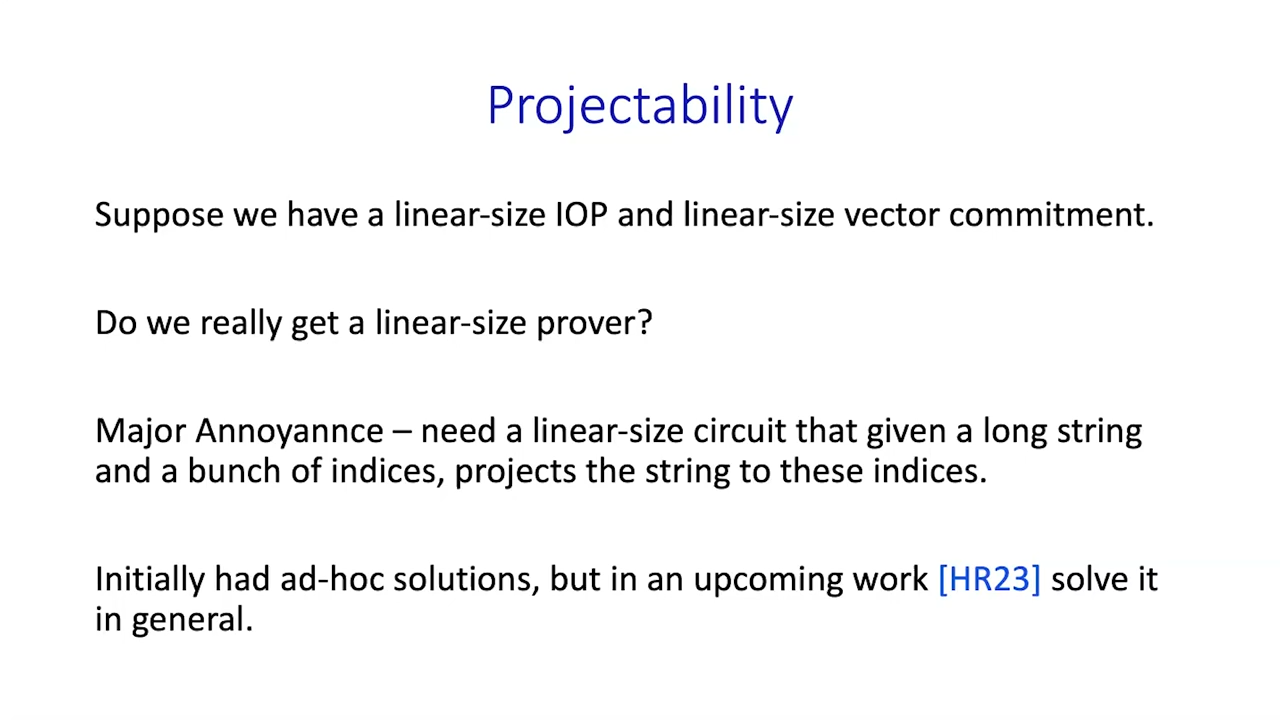 Projectability
Suppose we have a linear-size IOP and linear-size vector commitment.
Do we really get a linear-size prover?
Major Annoyannce – need a linear-size circuit that given a long string
and a bunch of indices, projects the string to these indices.
Initially had ad-hoc solutions, but in an upcoming work [HR23] solve it
in general.